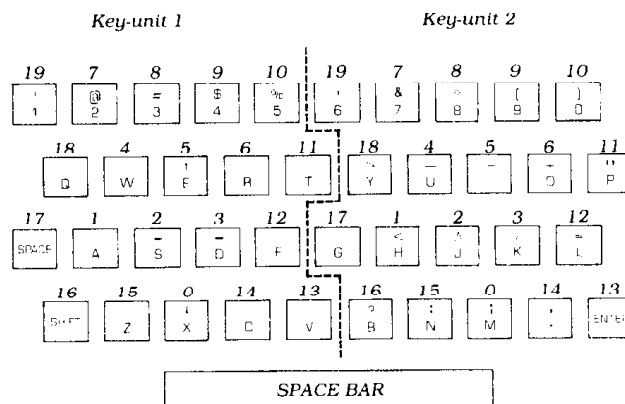 Key-unit 1 Key-unit 2
19 7 8 9 10 19 7 8 9 10
@ = $ % ' & ( )
1 2 3 4 5 6 7 8 9 0
18 4 5 6 11 18 4 5 6 11
Q W E R T Y U O P
17 1 2 3 12 17 1 2 3 12
SPACE A S D F G H J K L
16 15 0 14 13 16 15 0 14 13
SHIFT Z X C V B N M . ENTER
SPACE BAR